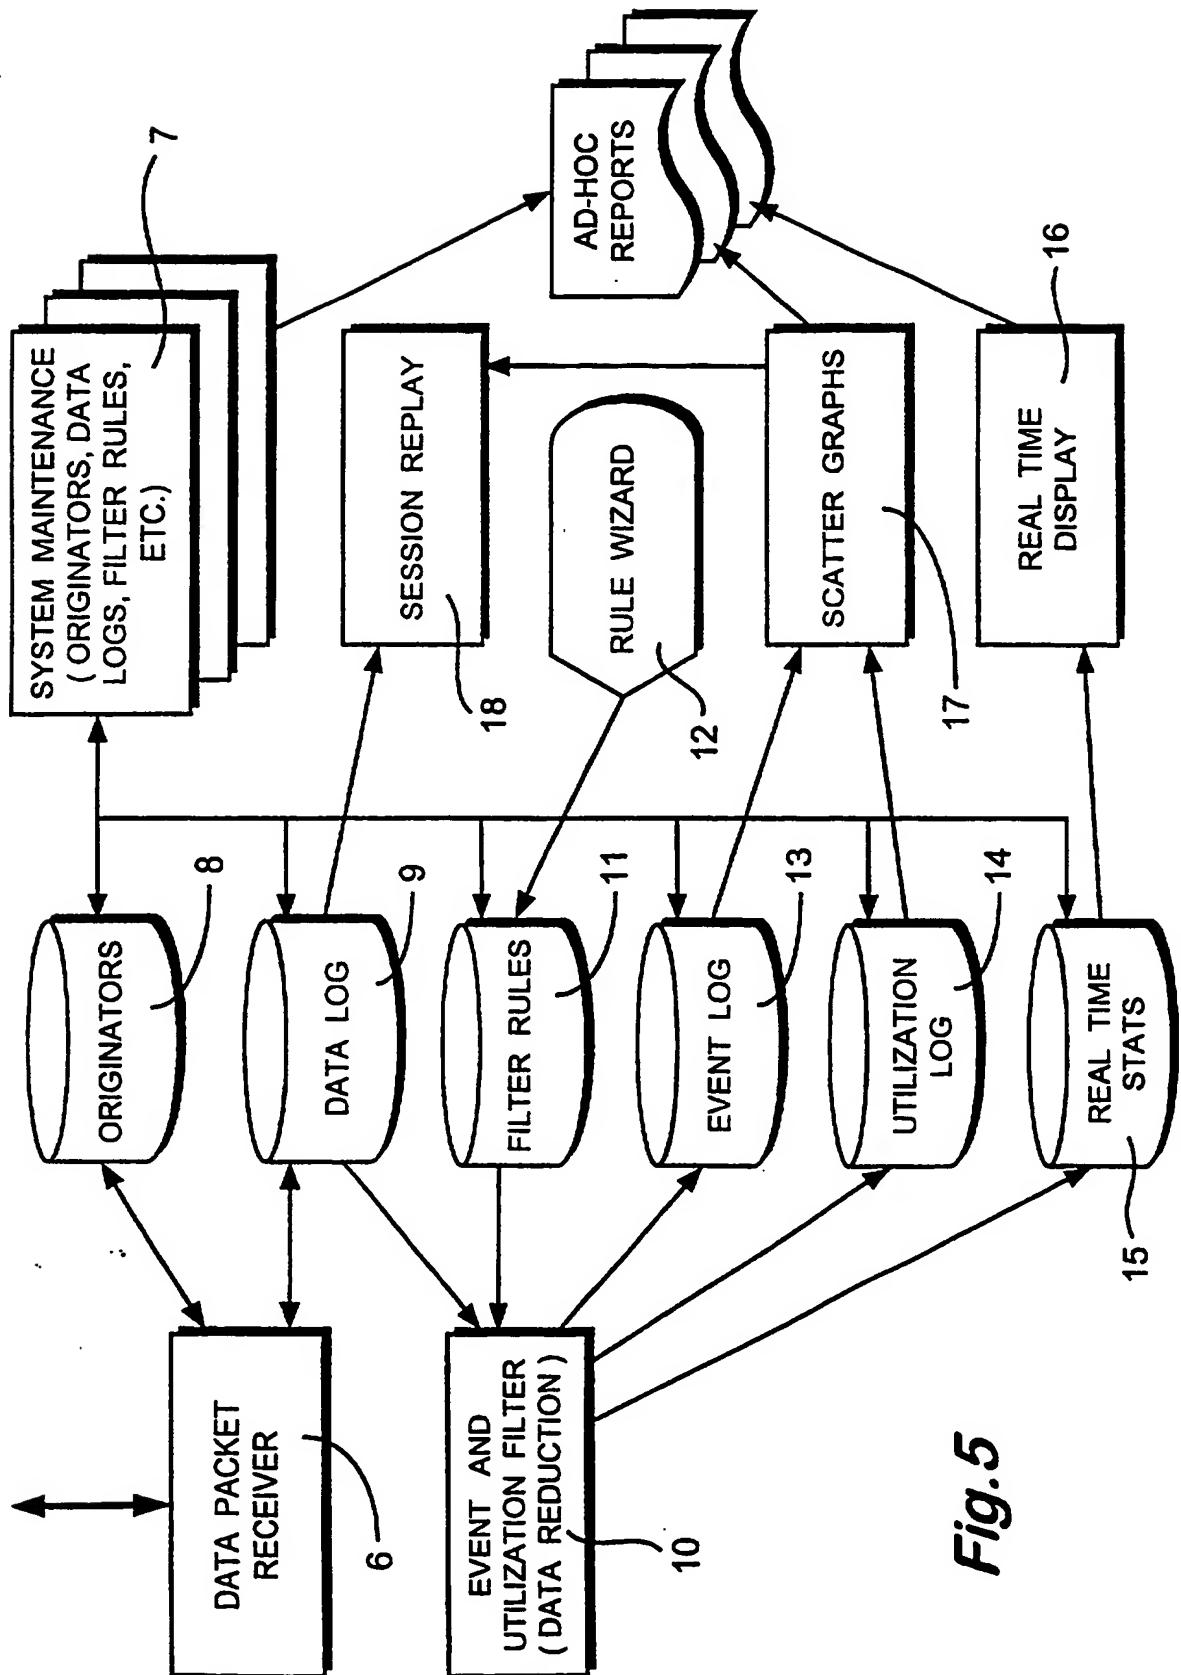 SYSTEM MAINTENANCE
( ORIGINATORS, DATA
LOGS, FILTER RULES,
ETC.)
7
ORIGINATORS
8
DATA PACKET
RECEIVER
6
DATA LOG
9
SESSION REPLAY
18
AD-HOC
REPORTS
EVENT AND
UTILIZATION FILTER
( DATA REDUCTION )
10
FILTER RULES
11
RULE WIZARD
12
EVENT LOG
13
SCATTER GRAPHS
17
UTILIZATION
LOG
14
REAL TIME
STATS
15
REAL TIME
DISPLAY
16
Fig.5